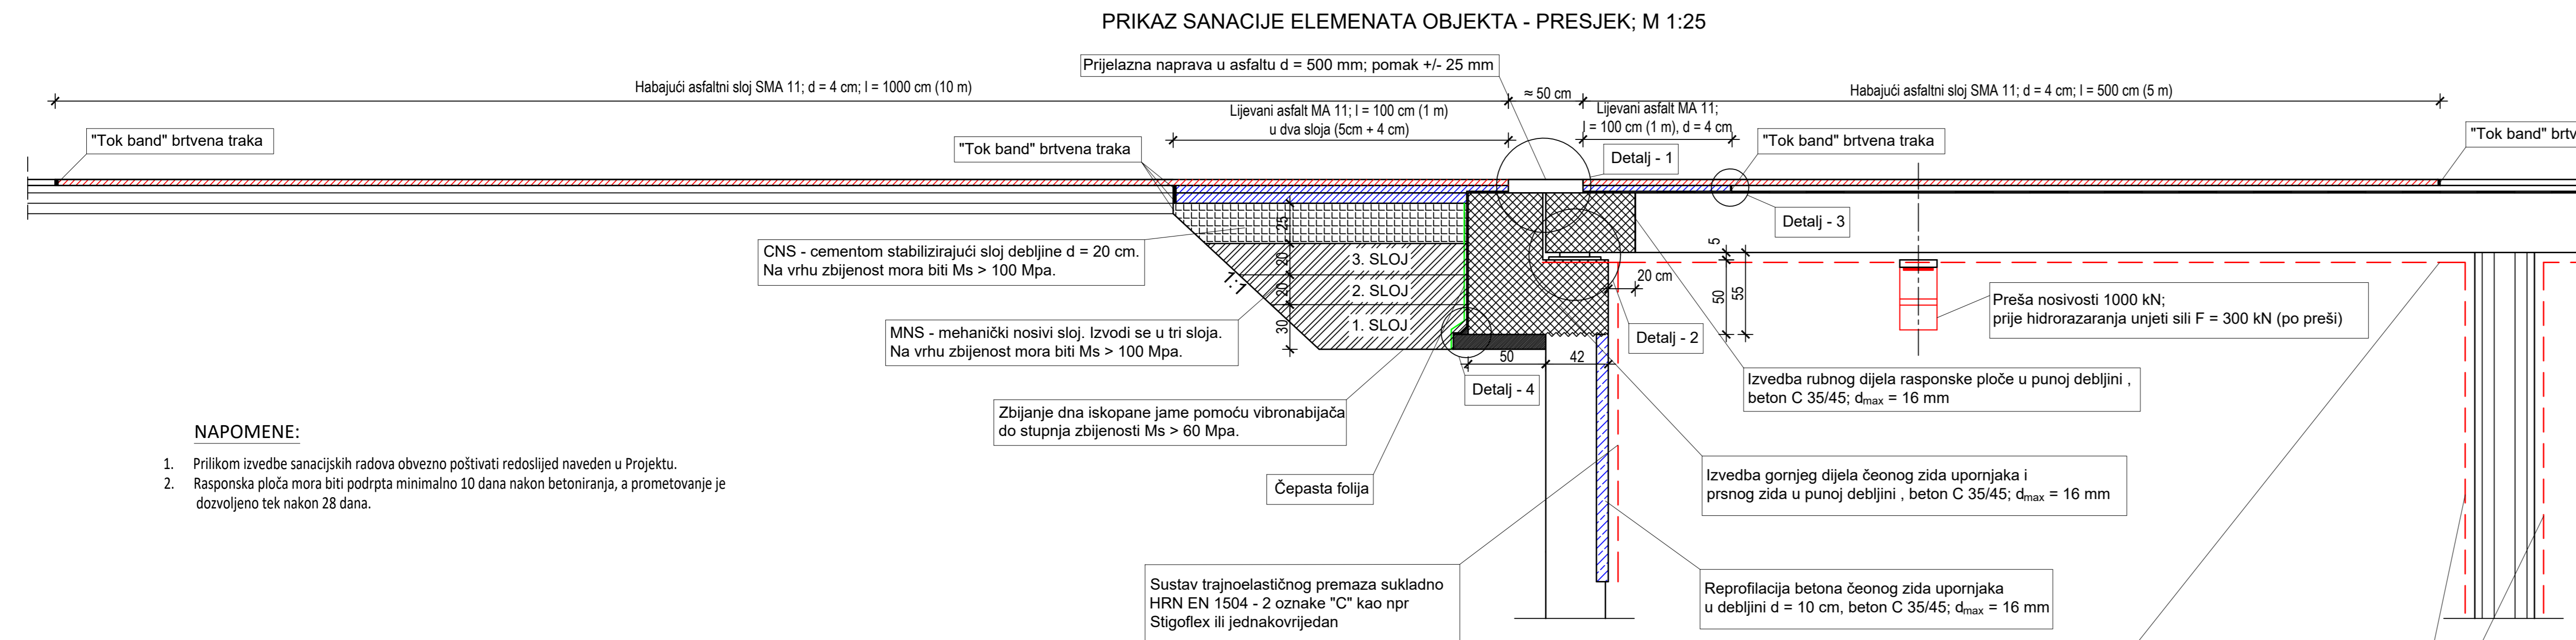 PRIKAZ SANACIJE ELEMENATA OBJEKTA - PRESJEK; M 1:25
Prijelazna naprava u asfaltu d = 500 mm; pomak +/- 25 mm
Habajući asfaltni sloj SMA 11; d = 4 cm; l = 1000 cm (10 m)
≈ 50 cm
Habajući asfaltni sloj SMA 11; d = 4 cm; l = 500 cm (5 m)
Lijevani asfalt MA 11; l = 100 cm (1 m)
u dva sloja (5cm + 4 cm)
Lijevani asfalt MA 11;
l = 100 cm (1 m), d = 4 cm
"Tok band" brtvena traka
"Tok band" brtvena traka
Detalj - 1
"Tok band" brtvena traka
"Tok band" brtv
Detalj - 3
CNS - cementom stabilizirajući sloj debljine d = 20 cm.
Na vrhu zbijenost mora biti Ms > 100 Mpa.
25
20
20
30
1:1
3. SLOJ
2. SLOJ
1. SLOJ
20 cm
5
50
55
MNS - mehanički nosivi sloj. Izvodi se u tri sloja.
Na vrhu zbijenost mora biti Ms > 100 Mpa.
Preša nosivosti 1000 kN;
prije hidrorazaranja unjeti sili F = 300 kN (po preši)
Detalj - 2
50
42
Detalj - 4
Izvedba rubnog dijela rasponske ploče u punoj debljini ,
beton C 35/45; dmax = 16 mm
Zbijanje dna iskopane jame pomoću vibronabijača
do stupnja zbijenosti Ms > 60 Mpa.
NAPOMENE:
1. Prilikom izvedbe sanacijskih radova obvezno poštivati redoslijed naveden u Projektu.
2. Rasponska ploča mora biti podrpta minimalno 10 dana nakon betoniranja, a prometovanje je
dozvoljeno tek nakon 28 dana.
Čepasta folija
Izvedba gornjeg dijela čeonog zida upornjaka i
prsnog zida u punoj debljini , beton C 35/45; dmax = 16 mm
Sustav trajnoelastičnog premaza sukladno
HRN EN 1504 - 2 oznake "C" kao npr
Stigoflex ili jednakovrijedan
Reprofilacija betona čeonog zida upornjaka
u debljini d = 10 cm, beton C 35/45; dmax = 16 mm